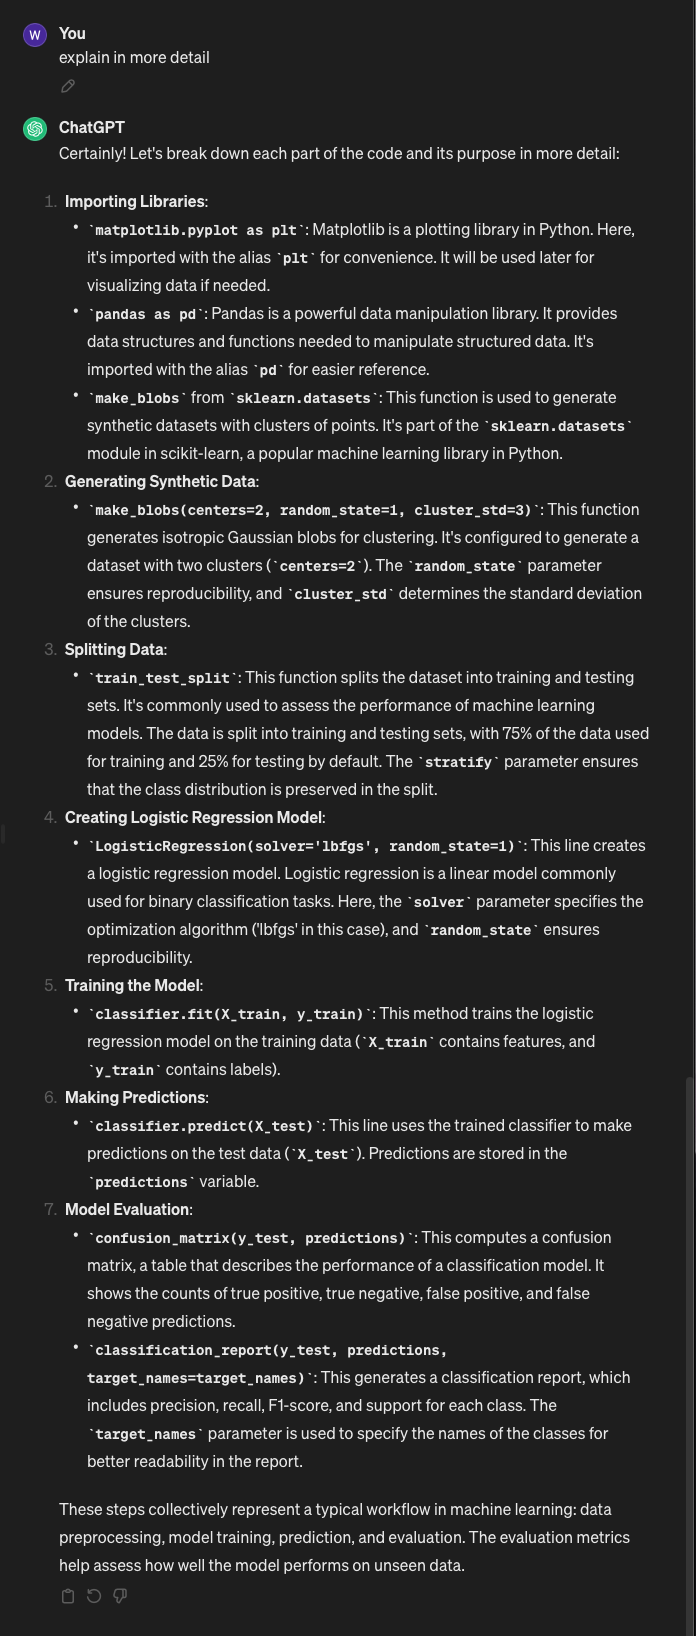 W
You
explain in more detail
ChatGPT
Certainly! Let's break down each part of the code and its purpose in more detail:
1. Importing Libraries:
• `matplotlib.pyplot as plt`: Matplotlib is a plotting library in Python. Here,
it's imported with the alias `plt` for convenience. It will be used later for
visualizing data if needed.
• `pandas as pd`: Pandas is a powerful data manipulation library. It provides
data structures and functions needed to manipulate structured data. It's
imported with the alias `pd` for easier reference.
• `make_blobs` from `sklearn.datasets`: This function is used to generate
synthetic datasets with clusters of points. It's part of the `sklearn.datasets`
module in scikit-learn, a popular machine learning library in Python.
2. Generating Synthetic Data:
• `make_blobs(centers=2, random_state=1, cluster_std=3)`: This function
generates isotropic Gaussian blobs for clustering. It's configured to generate a
dataset with two clusters (`centers=2`). The `random_state` parameter
ensures reproducibility, and `cluster_std` determines the standard deviation
of the clusters.
3. Splitting Data:
• `train_test_split`: This function splits the dataset into training and testing
sets. It's commonly used to assess the performance of machine learning
models. The data is split into training and testing sets, with 75% of the data used
for training and 25% for testing by default. The `stratify` parameter ensures
that the class distribution is preserved in the split.
4. Creating Logistic Regression Model:
• `LogisticRegression(solver='lbfgs', random_state=1)`: This line creates
a logistic regression model. Logistic regression is a linear model commonly
used for binary classification tasks. Here, the `solver` parameter specifies the
optimization algorithm ('lbfgs' in this case), and `random_state` ensures
reproducibility.
5. Training the Model:
• `classifier.fit(X_train, y_train)`: This method trains the logistic
regression model on the training data (`X_train` contains features, and
`y_train` contains labels).
6. Making Predictions:
• `classifier.predict(X_test)`: This line uses the trained classifier to make
predictions on the test data (`X_test`). Predictions are stored in the
`predictions` variable.
7. Model Evaluation:
• `confusion_matrix(y_test, predictions)`: This computes a confusion
matrix, a table that describes the performance of a classification model. It
shows the counts of true positive, true negative, false positive, and false
negative predictions.
• `classification_report(y_test, predictions,
target_names=target_names)`: This generates a classification report, which
includes precision, recall, F1-score, and support for each class. The
`target_names` parameter is used to specify the names of the classes for
better readability in the report.
These steps collectively represent a typical workflow in machine learning: data
preprocessing, model training, prediction, and evaluation. The evaluation metrics
help assess how well the model performs on unseen data.